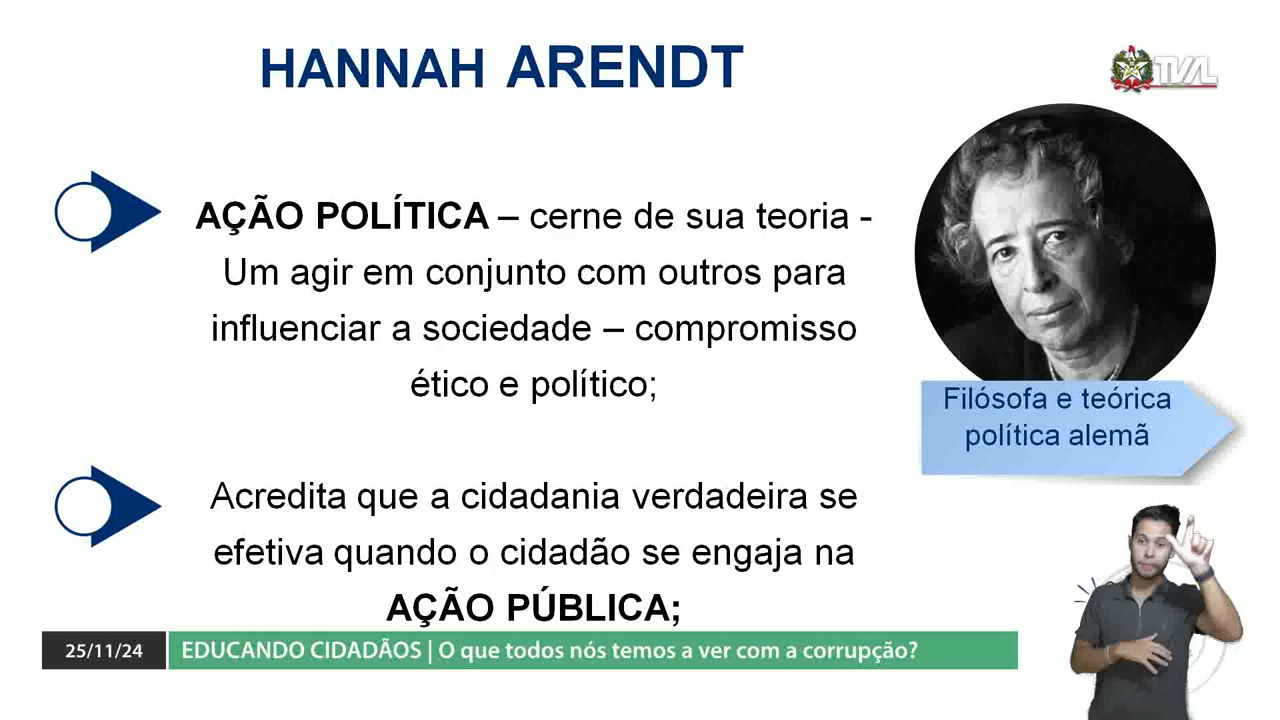 HANNAH ARENDT
TVAL
AÇÃO POLÍTICA – cerne de sua teoria -
Um agir em conjunto com outros para
influenciar a sociedade – compromisso
ético e político;
Filósofa e teórica
política alemã
Acredita que a cidadania verdadeira se
efetiva quando o cidadão se engaja na
AÇÃO PÚBLICA;
25/11/24
EDUCANDO CIDADÃOS | O que todos nós temos a ver com a corrupção?